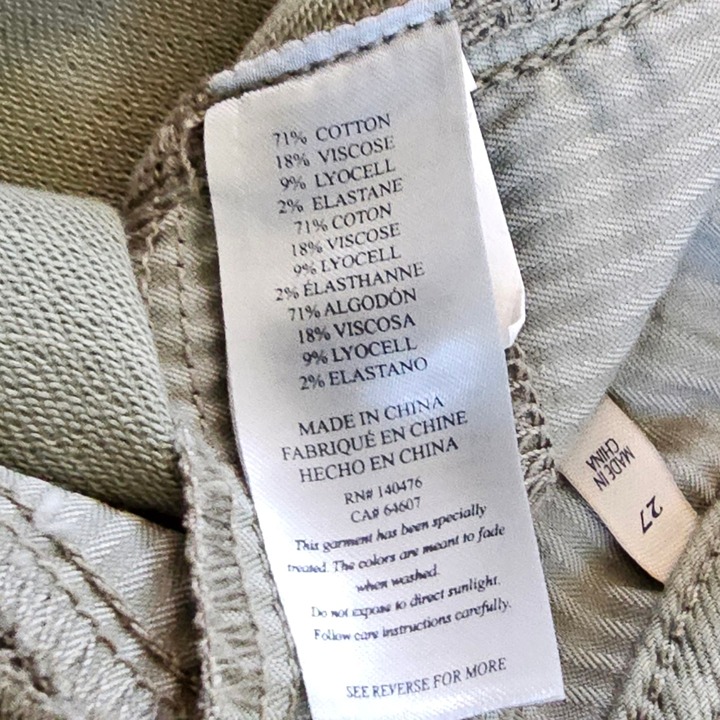 71% COTTON
18% VISCOSE
9% LYOCELL
2% ELASTANE
71% COTON
18% VISCOSE
9% LYOCELL
2% ÉLASTHANNE
71% ALGODÓN
18% VISCOSA
9% LYOCELL
2% ELASTANO
MADE IN CHINA
FABRIQUÉ EN CHINE
HECHO EN CHINA
RN# 140476
CA# 64607
This garment has been specially
treated. The colors are meant to fade
when washed.
Do not expose to direct sunlight.
Follow care instructions carefully.
SEE REVERSE FOR MORE
MADE IN
CHINA
27